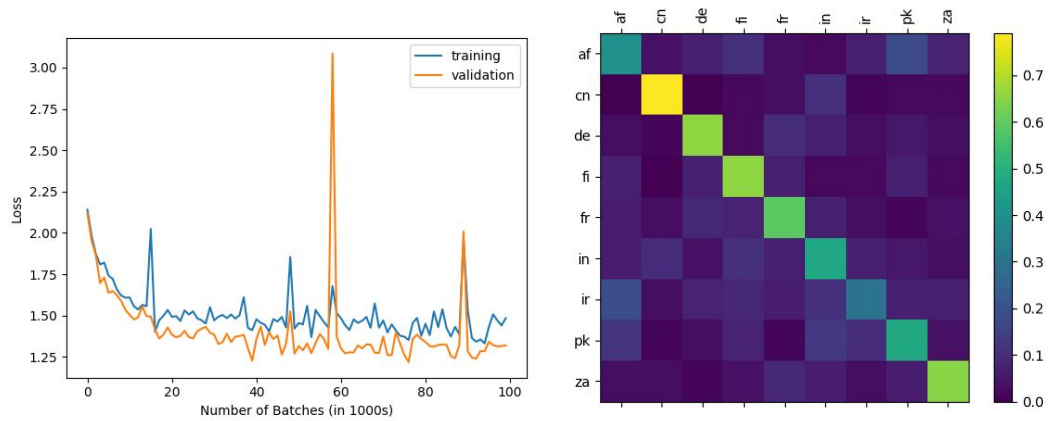 training
validation
3.00
2.75
2.50
2.25
2.00
1.75
1.50
1.25
Loss
0 20 40 60 80 100
Number of Batches (in 1000s)
af cn de fi fr in ir pk za
af
cn
de
fi
fr
in
ir
pk
za
0.7
0.6
0.5
0.4
0.3
0.2
0.1
0.0